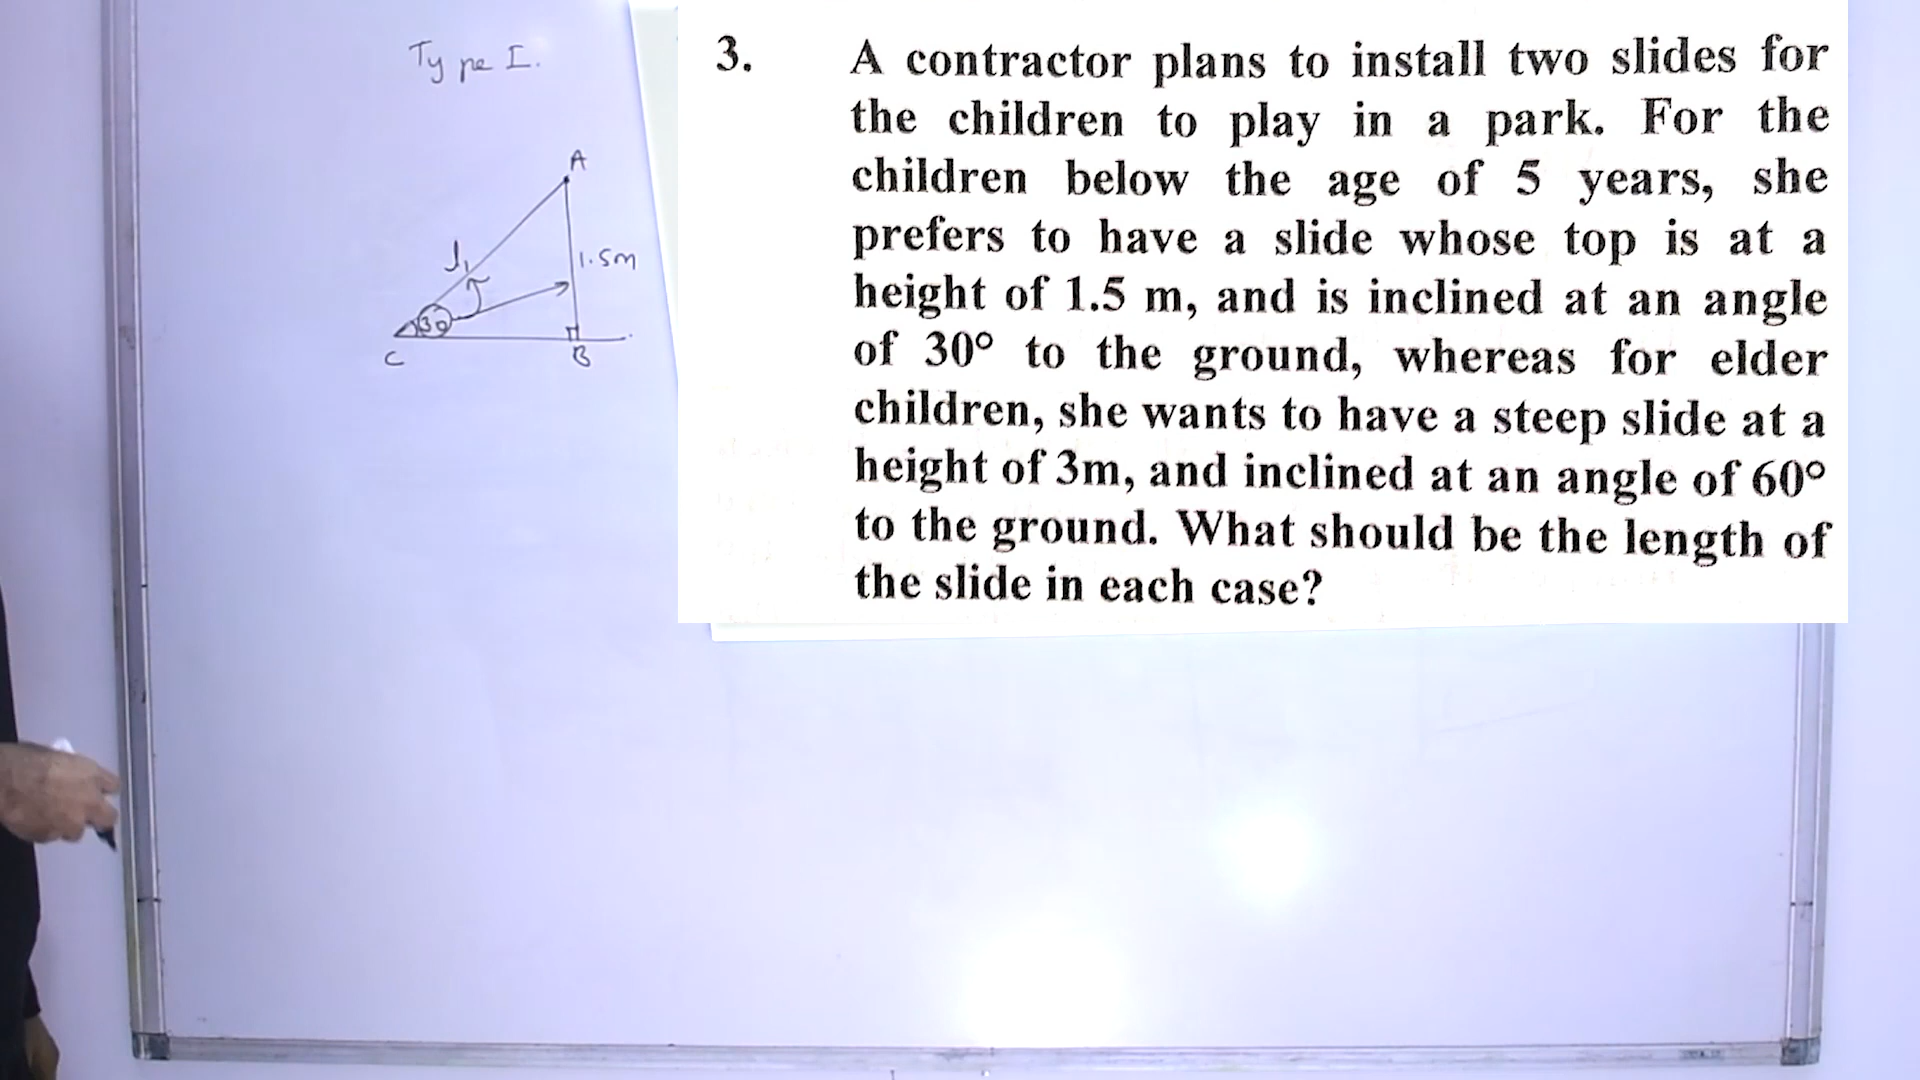 Type I.
A
l1
1.5m
30
C
B
3.
A contractor plans to install two slides for
the children to play in a park. For the
children below the age of 5 years, she
prefers to have a slide whose top is at a
height of 1.5 m, and is inclined at an angle
of 30° to the ground, whereas for elder
children, she wants to have a steep slide at a
height of 3m, and inclined at an angle of 60°
to the ground. What should be the length of
the slide in each case?